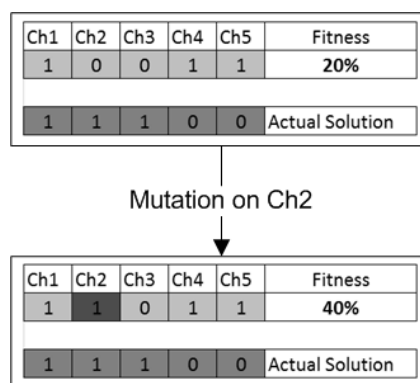 Ch1 Ch2 Ch3 Ch4 Ch5 Fitness
1 0 0 1 1 20%
1 1 1 0 0 Actual Solution
Mutation on Ch2
Ch1 Ch2 Ch3 Ch4 Ch5 Fitness
1 1 0 1 1 40%
1 1 1 0 0 Actual Solution